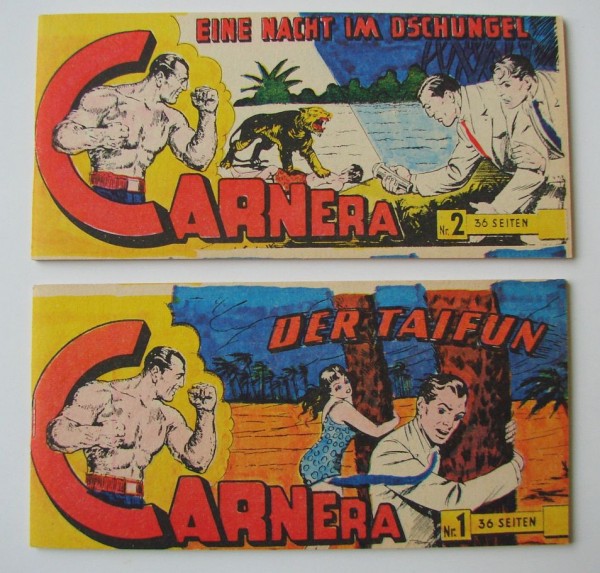 EINE NACHT IM DSCHUNGEL
CARNERA
Nr. 2 36 SEITEN
DER TAIFUN
CARNERA
Nr. 1 36 SEITEN